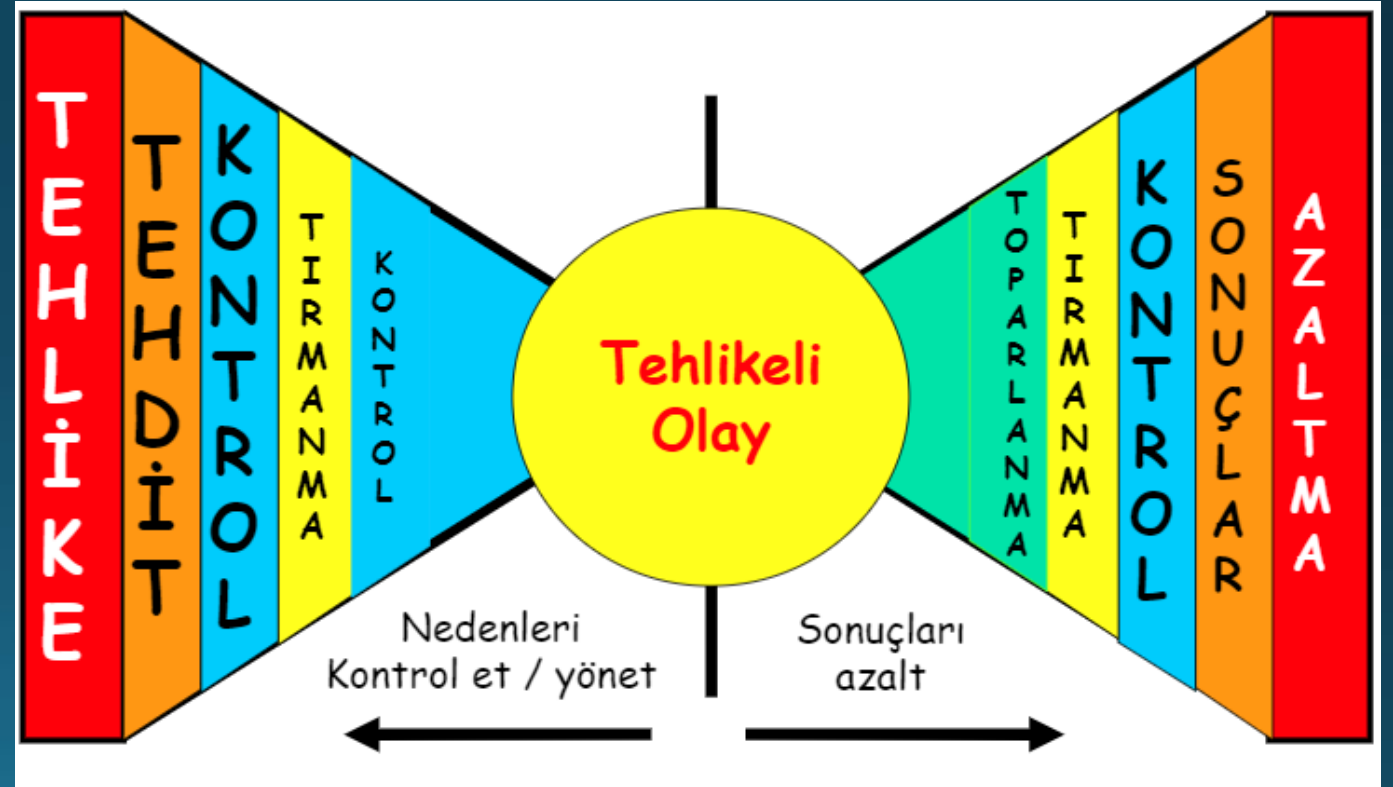 TEHLİKE
TEHDİT
KONTROL
TIRMANMA
KONTROL
Tehlikeli
Olay
TOPARLANMA
TIRMANMA
KONTROL
SONUÇLAR
AZALTMA
Nedenleri
Kontrol et / yönet
Sonuçları
azalt